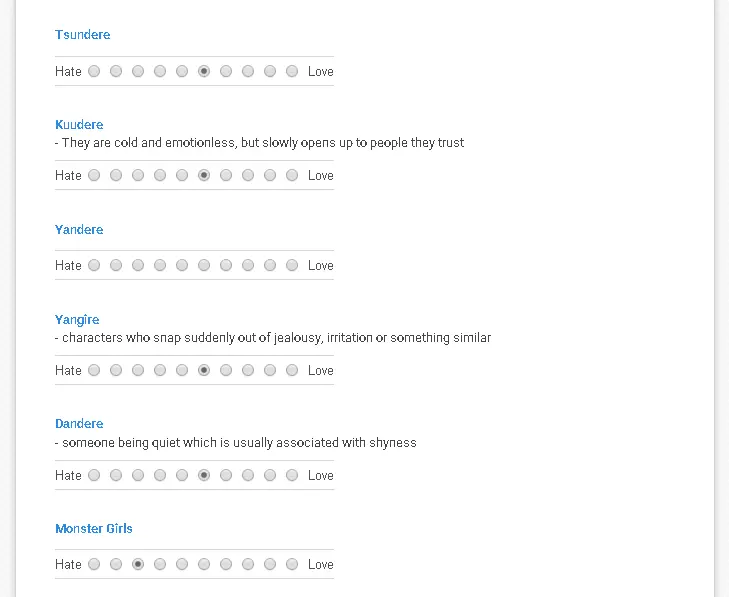 Tsundere
Hate Love
Kuudere
- They are cold and emotionless, but slowly opens up to people they trust
Hate Love
Yandere
Hate Love
Yangire
- characters who snap suddenly out of jealousy, irritation or something similar
Hate Love
Dandere
- someone being quiet which is usually associated with shyness
Hate Love
Monster Girls
Hate Love